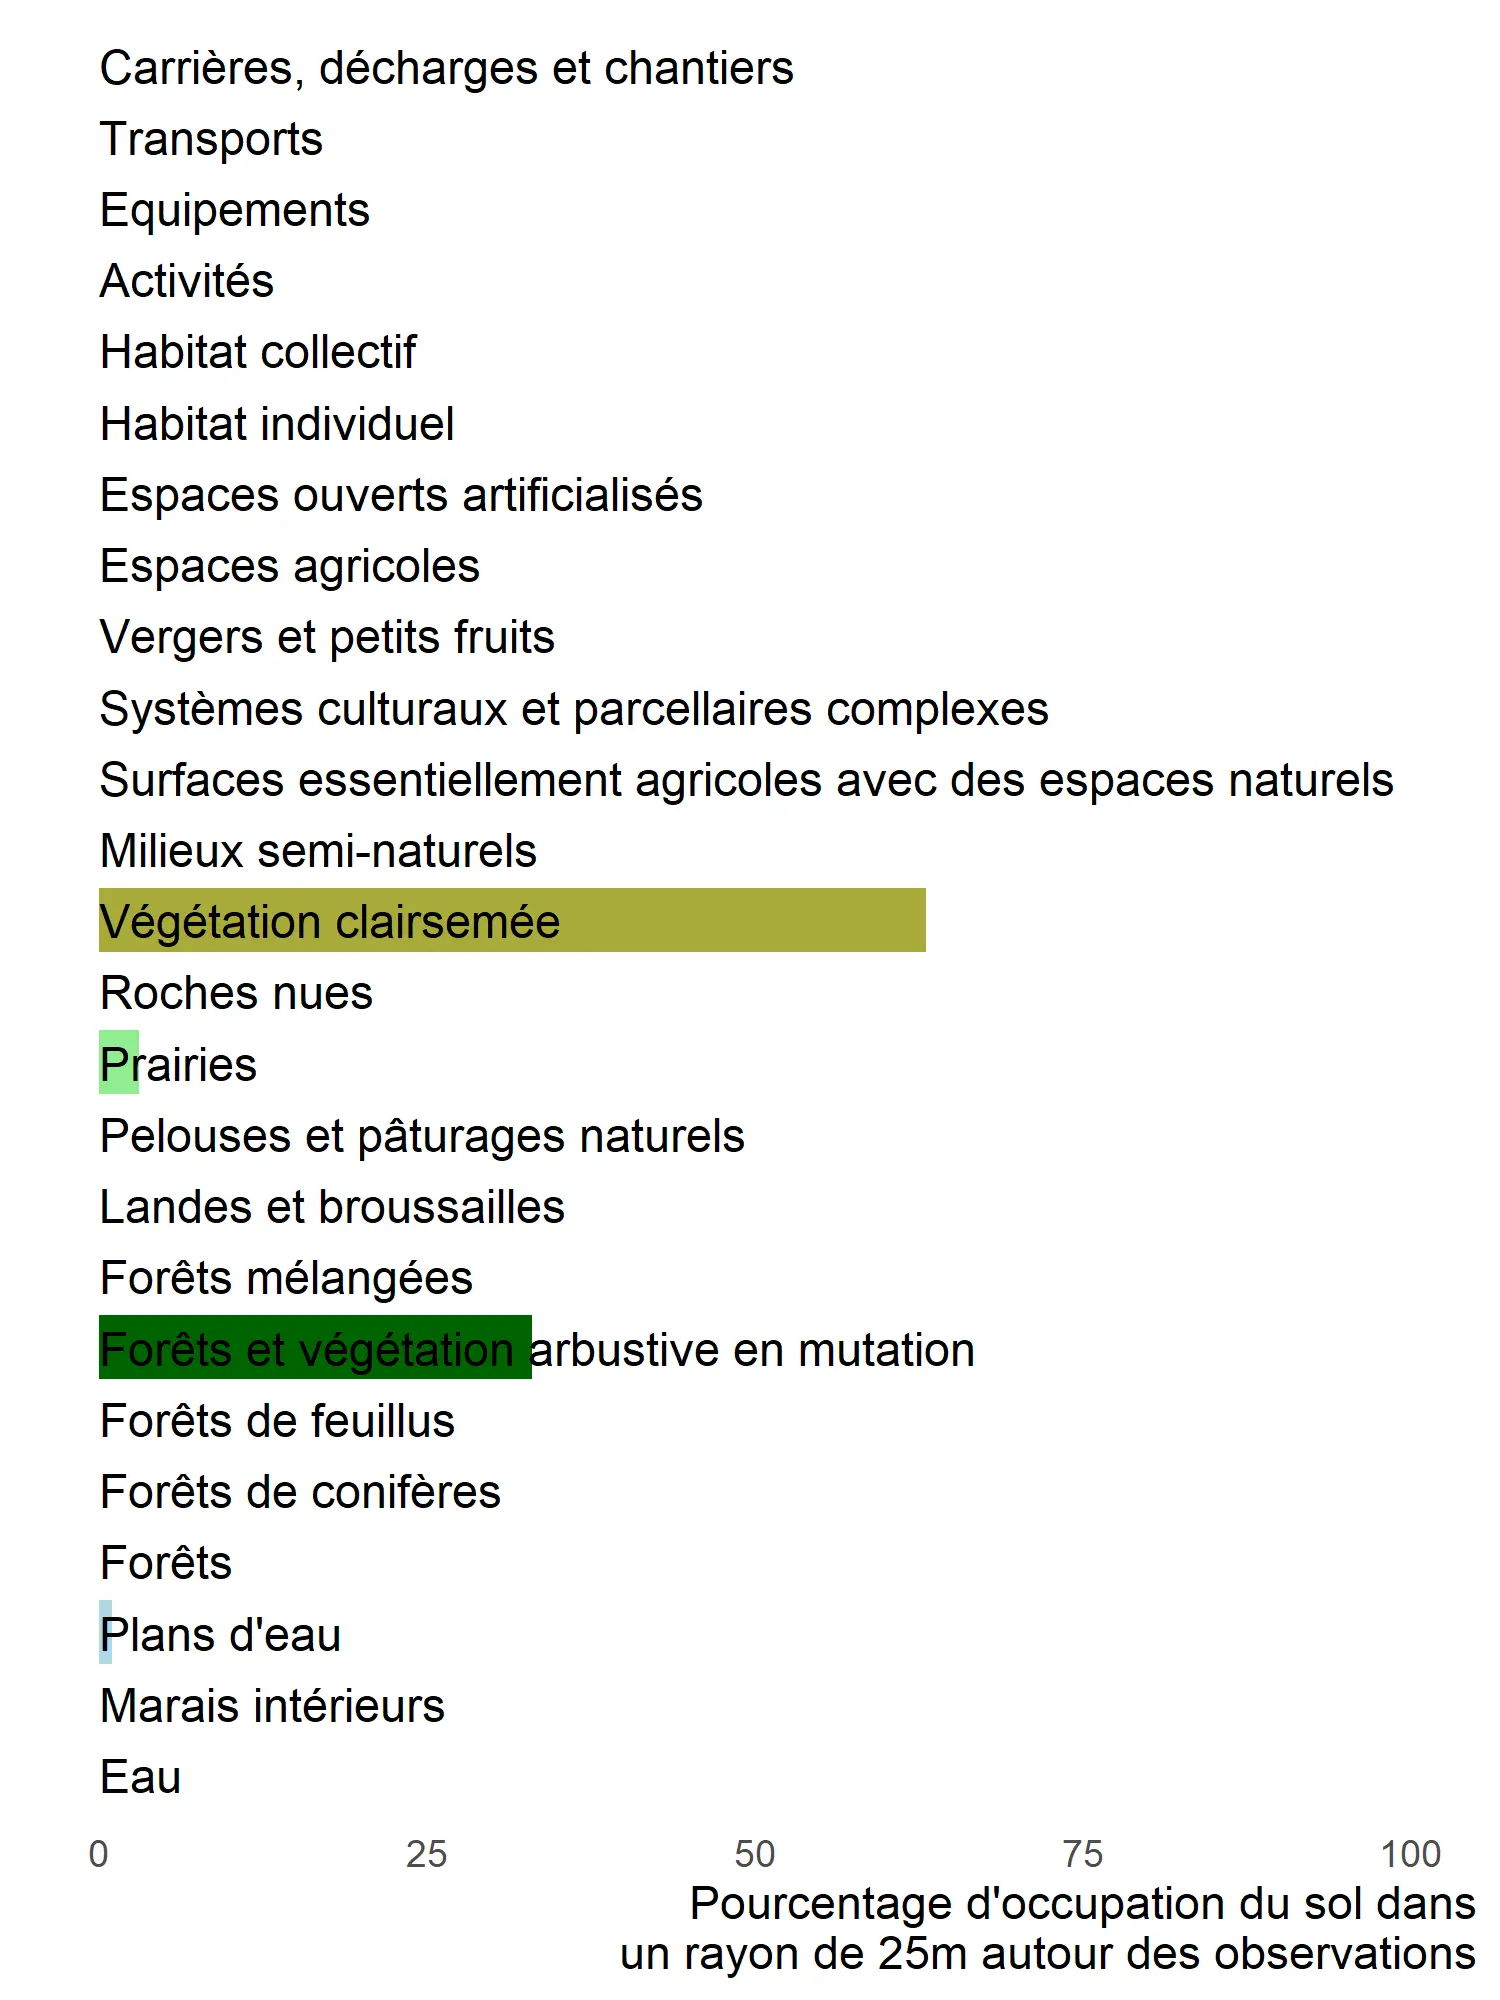 Carrières, décharges et chantiers
Transports
Equipements
Activités
Habitat collectif
Habitat individuel
Espaces ouverts artificialisés
Espaces agricoles
Vergers et petits fruits
Systèmes culturaux et parcellaires complexes
Surfaces essentiellement agricoles avec des espaces naturels
Milieux semi-naturels
Végétation clairsemée
Roches nues
Prairies
Pelouses et pâturages naturels
Landes et broussailles
Forêts mélangées
Forêts et végétation arbustive en mutation
Forêts de feuillus
Forêts de conifères
Forêts
Plans d'eau
Marais intérieurs
Eau
0 25 50 75 100
Pourcentage d'occupation du sol dans
un rayon de 25m autour des observations